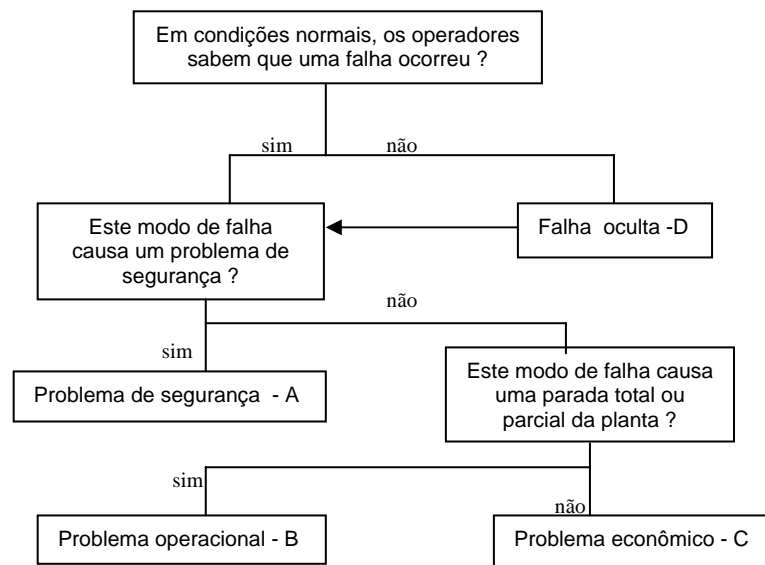 Em condições normais, os operadores
sabem que uma falha ocorreu ?
sim
não
Este modo de falha
causa um problema de
segurança ?
Falha oculta -D
não
sim
Problema de segurança - A
Este modo de falha causa
uma parada total ou
parcial da planta ?
sim
não
Problema operacional - B
Problema econômico - C